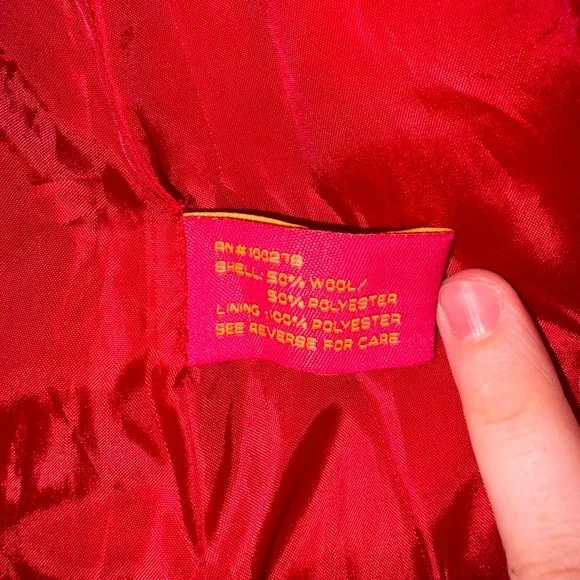 RN#100278
SHELL: 50% WOOL/
50% POLYESTER
LINING :100% POLYESTER
SEE REVERSE FOR CARE